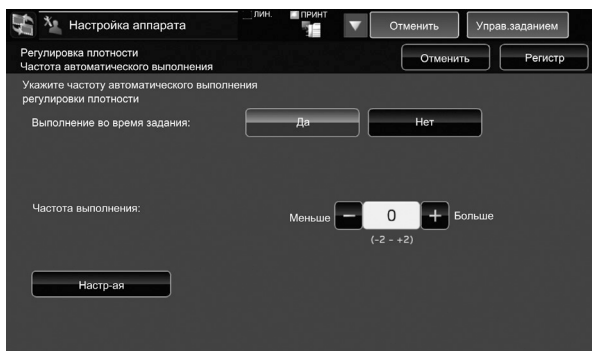 Настройка аппарата
ЛИН.
ПРИНТ
Отменить
Управ.заданием
Регулировка плотности
Частота автоматического выполнения
Отменить
Регистр
Укажите частоту автоматического выполнения
регулировки плотности
Выполнение во время задания:
Да
Нет
Частота выполнения:
Меньше
0
Больше
(-2 - +2)
Настр-ая